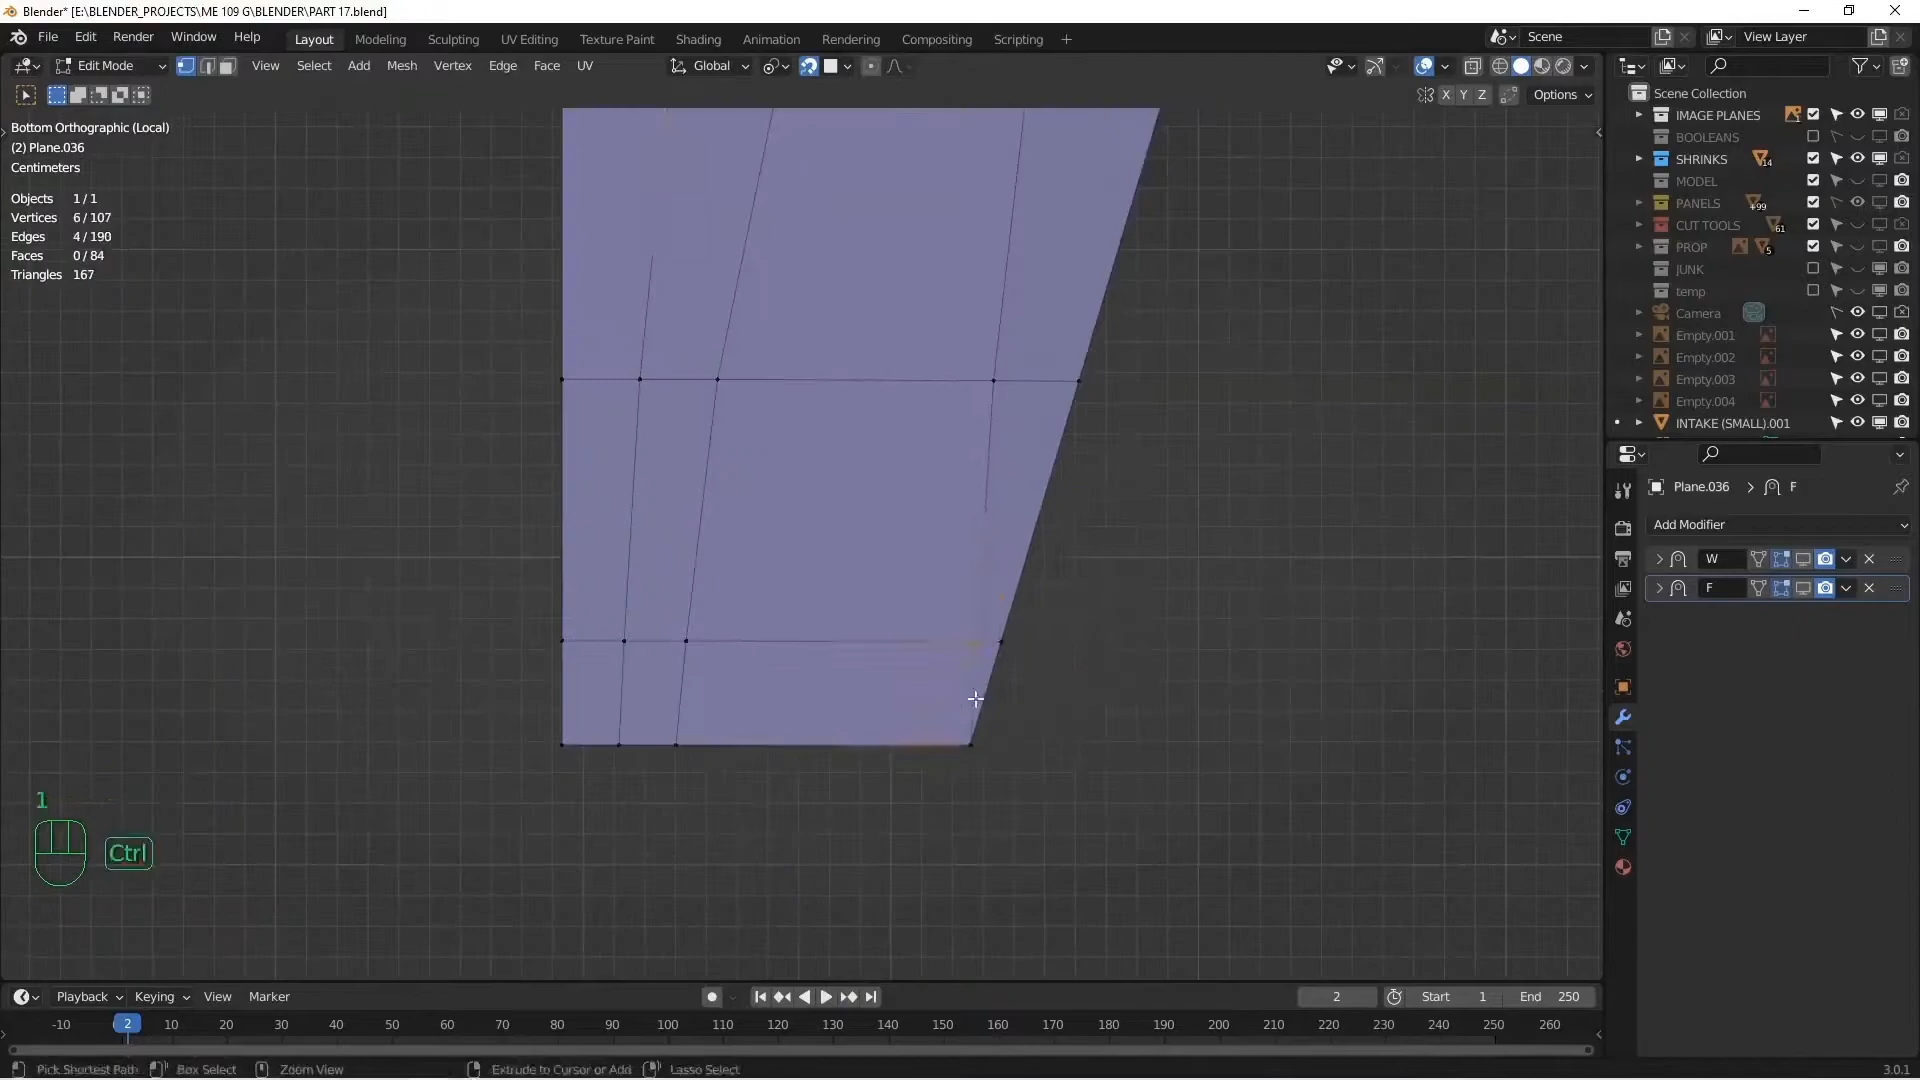 Blender* [E:\BLENDER_PROJECTS\ME 109 G\BLENDER\PART 17.blend]
File Edit Render Window Help Layout Modeling Sculpting UV Editing Texture Paint Shading Animation Rendering Compositing Scripting + Scene View Layer
Edit Mode View Select Add Mesh Vertex Edge Face UV Global
X Y Z Options
Bottom Orthographic (Local)
(2) Plane.036
Centimeters
Objects 1 / 1
Vertices 6 / 107
Edges 4 / 190
Faces 0 / 84
Triangles 167
Scene Collection
IMAGE PLANES 1
BOOLEANS
SHRINKS 14
MODEL
PANELS +99
CUT TOOLS 61
PROP 5
JUNK
temp
Camera
Empty.001
Empty.002
Empty.003
Empty.004
INTAKE (SMALL).001
Plane.036 > F
Add Modifier
W
F
1
Ctrl
Playback Keying View Marker 2 Start 1 End 250
-10 2 10 20 30 40 50 60 70 80 90 100 110 120 130 140 150 160 170 180 190 200 210 220 230 240 250 260
Pick Shortest Path Box Select Zoom View Extrude to Cursor or Add Lasso Select 3.0.1